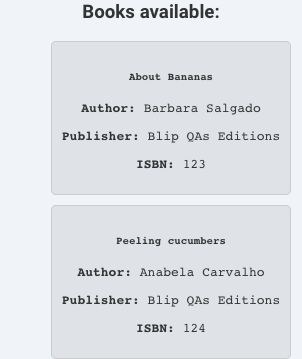 Books available:
About Bananas
Author: Barbara Salgado
Publisher: Blip QAs Editions
ISBN: 123
Peeling cucumbers
Author: Anabela Carvalho
Publisher: Blip QAs Editions
ISBN: 124